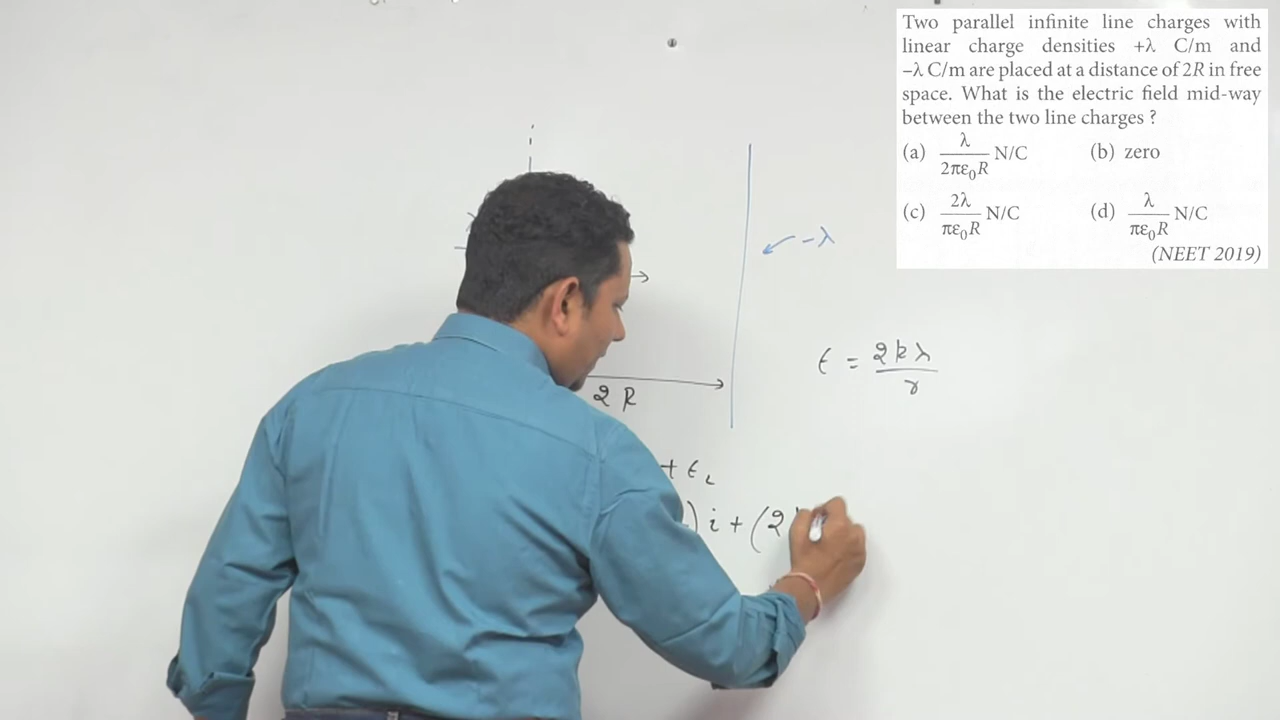 Two parallel infinite line charges with
linear charge densities +λ C/m and
–λ C/m are placed at a distance of 2R in free
space. What is the electric field mid-way
between the two line charges ?
(a) λ/2πε₀R N/C (b) zero
(c) 2λ/πε₀R N/C (d) λ/πε₀R N/C
(NEET 2019)
-λ
E = 2kλ/r
2R
+ E₂
) i + (2